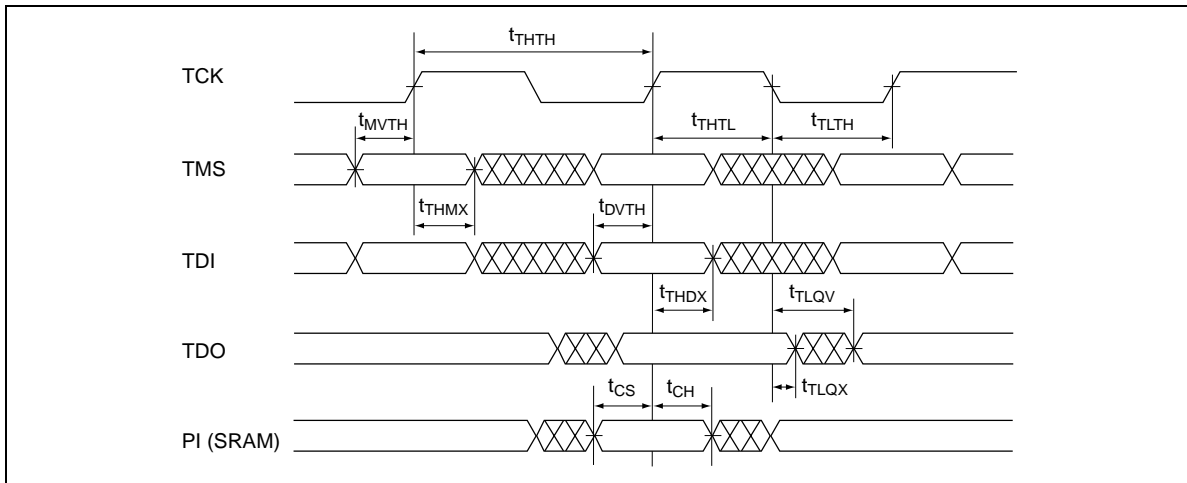 tTHTH
TCK
tMVTH
tTHTL
tTLTH
TMS
tTHMX
tDVTH
TDI
tTHDX
tTLQV
TDO
tTLQX
tCS
tCH
PI (SRAM)